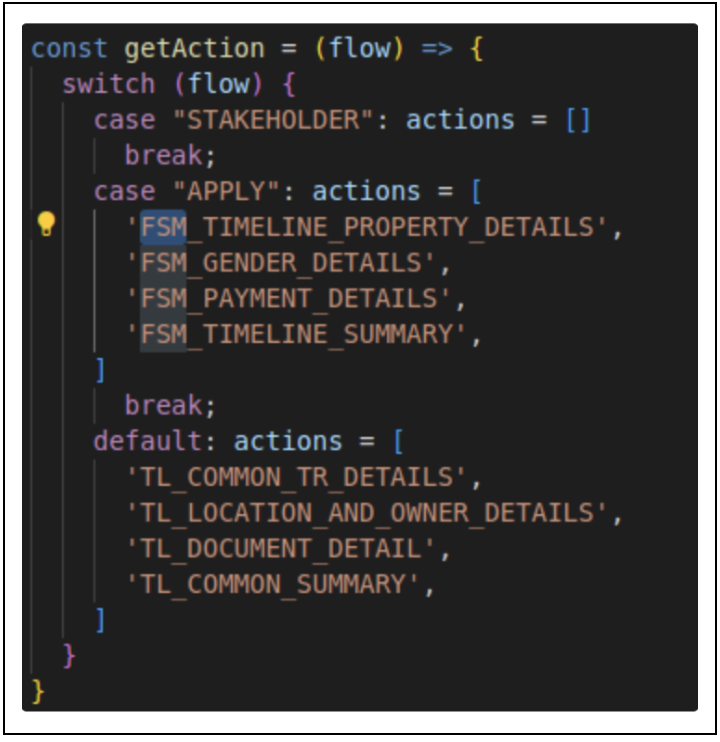 const getAction = (flow) => {
  switch (flow) {
    case "STAKEHOLDER": actions = []
      break;
    case "APPLY": actions = [
      'FSM_TIMELINE_PROPERTY_DETAILS',
      'FSM_GENDER_DETAILS',
      'FSM_PAYMENT_DETAILS',
      'FSM_TIMELINE_SUMMARY',
    ]
      break;
    default: actions = [
      'TL_COMMON_TR_DETAILS',
      'TL_LOCATION_AND_OWNER_DETAILS',
      'TL_DOCUMENT_DETAIL',
      'TL_COMMON_SUMMARY',
    ]
  }
}